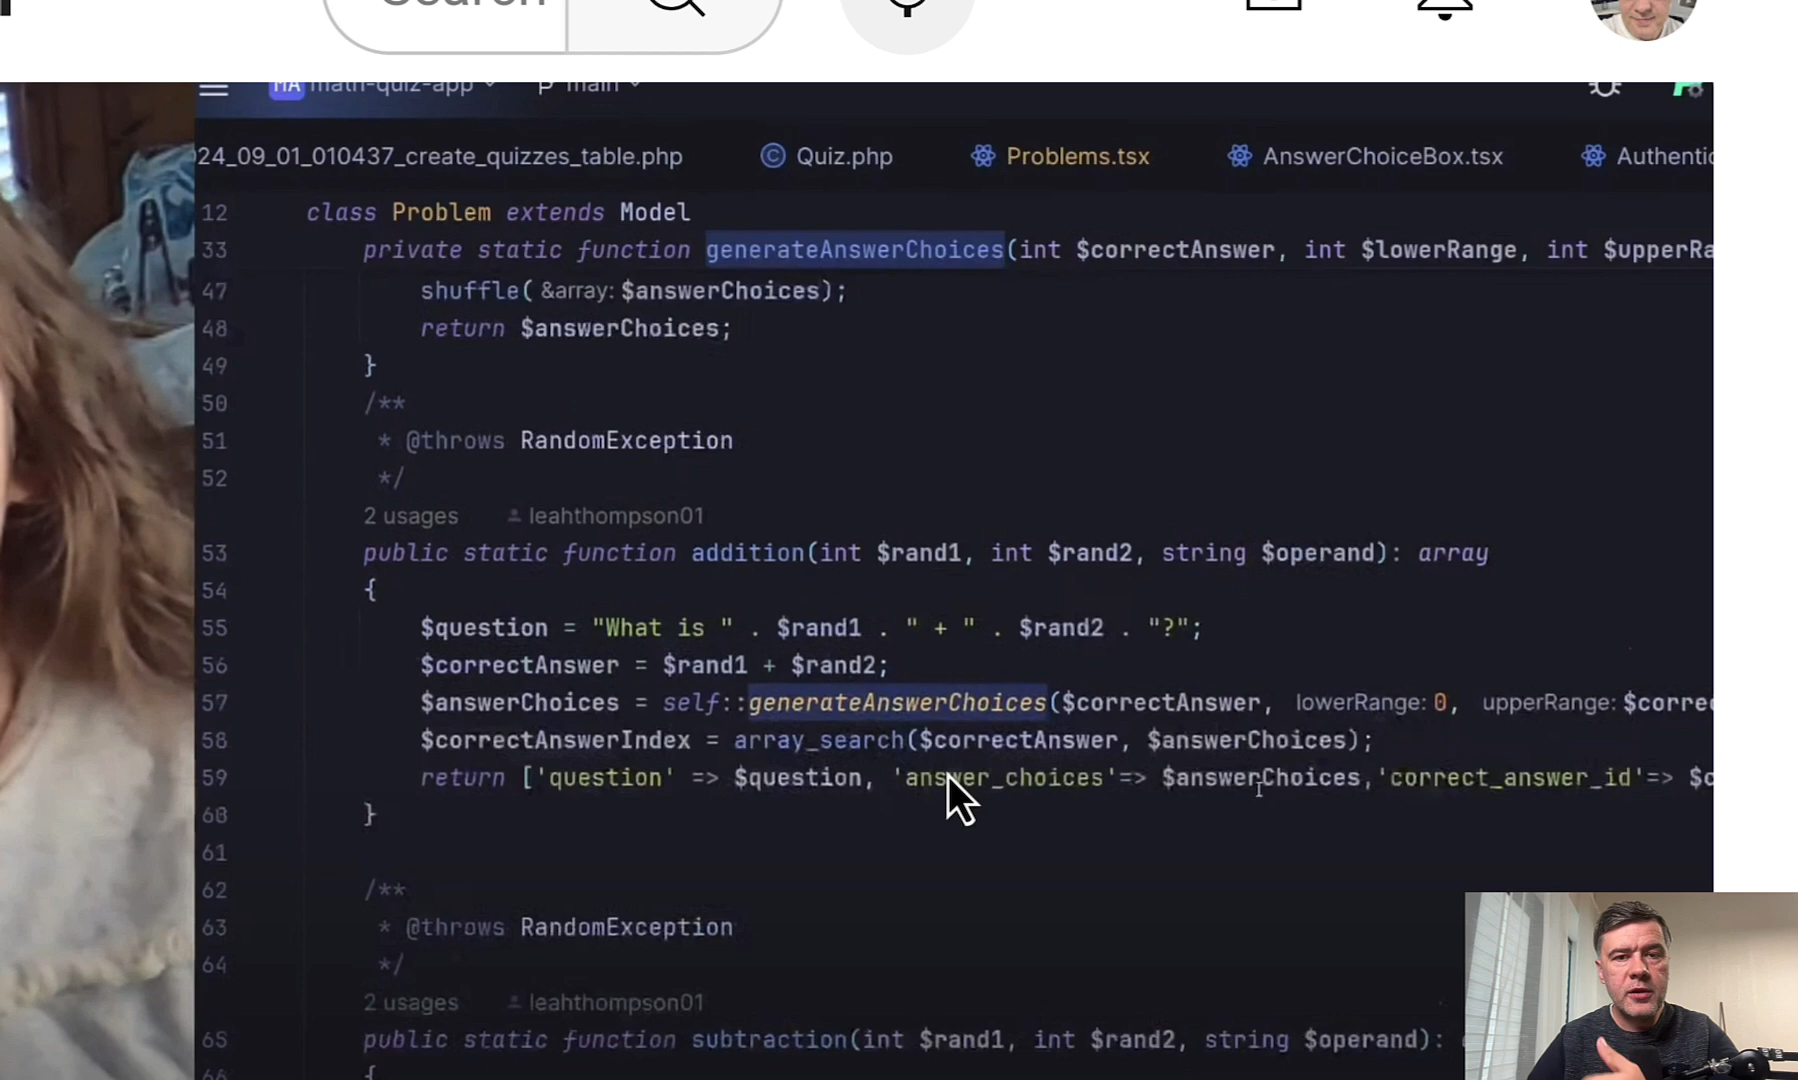 Search
MA math-quiz-app main
24_09_01_010437_create_quizzes_table.php Quiz.php Problems.tsx AnswerChoiceBox.tsx
12 class Problem extends Model
33 private static function generateAnswerChoices(int $correctAnswer, int $lowerRange, int
47 shuffle( &array: $answerChoices);
48 return $answerChoices;
49 }
50 /**
51 * @throws RandomException
52 */
2 usages leahthompson01
53 public static function addition(int $rand1, int $rand2, string $operand): array
54 {
55 $question = "What is " . $rand1 . " + " . $rand2 . "?";
56 $correctAnswer = $rand1 + $rand2;
57 $answerChoices = self::generateAnswerChoices($correctAnswer, lowerRange: 0, upperRange:
58 $correctAnswerIndex = array_search($correctAnswer, $answerChoices);
59 return ['question' => $question, 'answer_choices'=> $answerChoices,'correct_answer_id'=>
60 }
61
62 /**
63 * @throws RandomException
64 */
2 usages leahthompson01
65 public static function subtraction(int $rand1, int $rand2, string $operand):
66 {